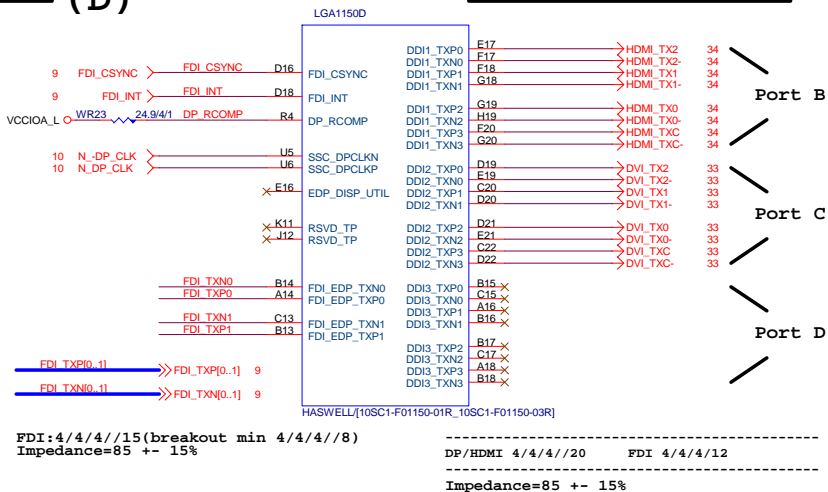 (D)
LGA1150D
9 FDI_CSYNC FDI_CSYNC D16 FDI_CSYNC
9 FDI_INT FDI_INT D18 FDI_INT
VCCIOA_L WR23 24.9/4/1 DP_RCOMP R4 DP_RCOMP
10 N_-DP_CLK U5 SSC_DPCLKN
10 N_DP_CLK U6 SSC_DPCLKP
E16 EDP_DISP_UTIL
K11 RSVD_TP
J12 RSVD_TP
FDI_TXN0 B14 FDI_EDP_TXN0
FDI_TXP0 A14 FDI_EDP_TXP0
FDI_TXN1 C13 FDI_EDP_TXN1
FDI_TXP1 B13 FDI_EDP_TXP1
FDI_TXP[0..1] FDI_TXP[0..1] 9
FDI_TXN[0..1] FDI_TXN[0..1] 9
DDI1_TXP0 E17 HDMI_TX2 34
DDI1_TXN0 F17 HDMI_TX2- 34
DDI1_TXP1 F18 HDMI_TX1 34
DDI1_TXN1 G18 HDMI_TX1- 34
Port B
DDI1_TXP2 G19 HDMI_TX0 34
DDI1_TXN2 H19 HDMI_TX0- 34
DDI1_TXP3 F20 HDMI_TXC 34
DDI1_TXN3 G20 HDMI_TXC- 34
DDI2_TXP0 D19 DVI_TX2 33
DDI2_TXN0 E19 DVI_TX2- 33
DDI2_TXP1 C20 DVI_TX1 33
DDI2_TXN1 D20 DVI_TX1- 33
Port C
DDI2_TXP2 D21 DVI_TX0 33
DDI2_TXN2 E21 DVI_TX0- 33
DDI2_TXP3 C22 DVI_TXC 33
DDI2_TXN3 D22 DVI_TXC- 33
DDI3_TXP0 B15
DDI3_TXN0 C15
DDI3_TXP1 A16
DDI3_TXN1 B16
Port D
DDI3_TXP2 B17
DDI3_TXN2 C17
DDI3_TXP3 A18
DDI3_TXN3 B18
HASWELL/[10SC1-F01150-01R_10SC1-F01150-03R]
FDI:4/4/4//15(breakout min 4/4/4//8)
Impedance=85 +- 15%
DP/HDMI 4/4/4//20 FDI 4/4/4/12
Impedance=85 +- 15%